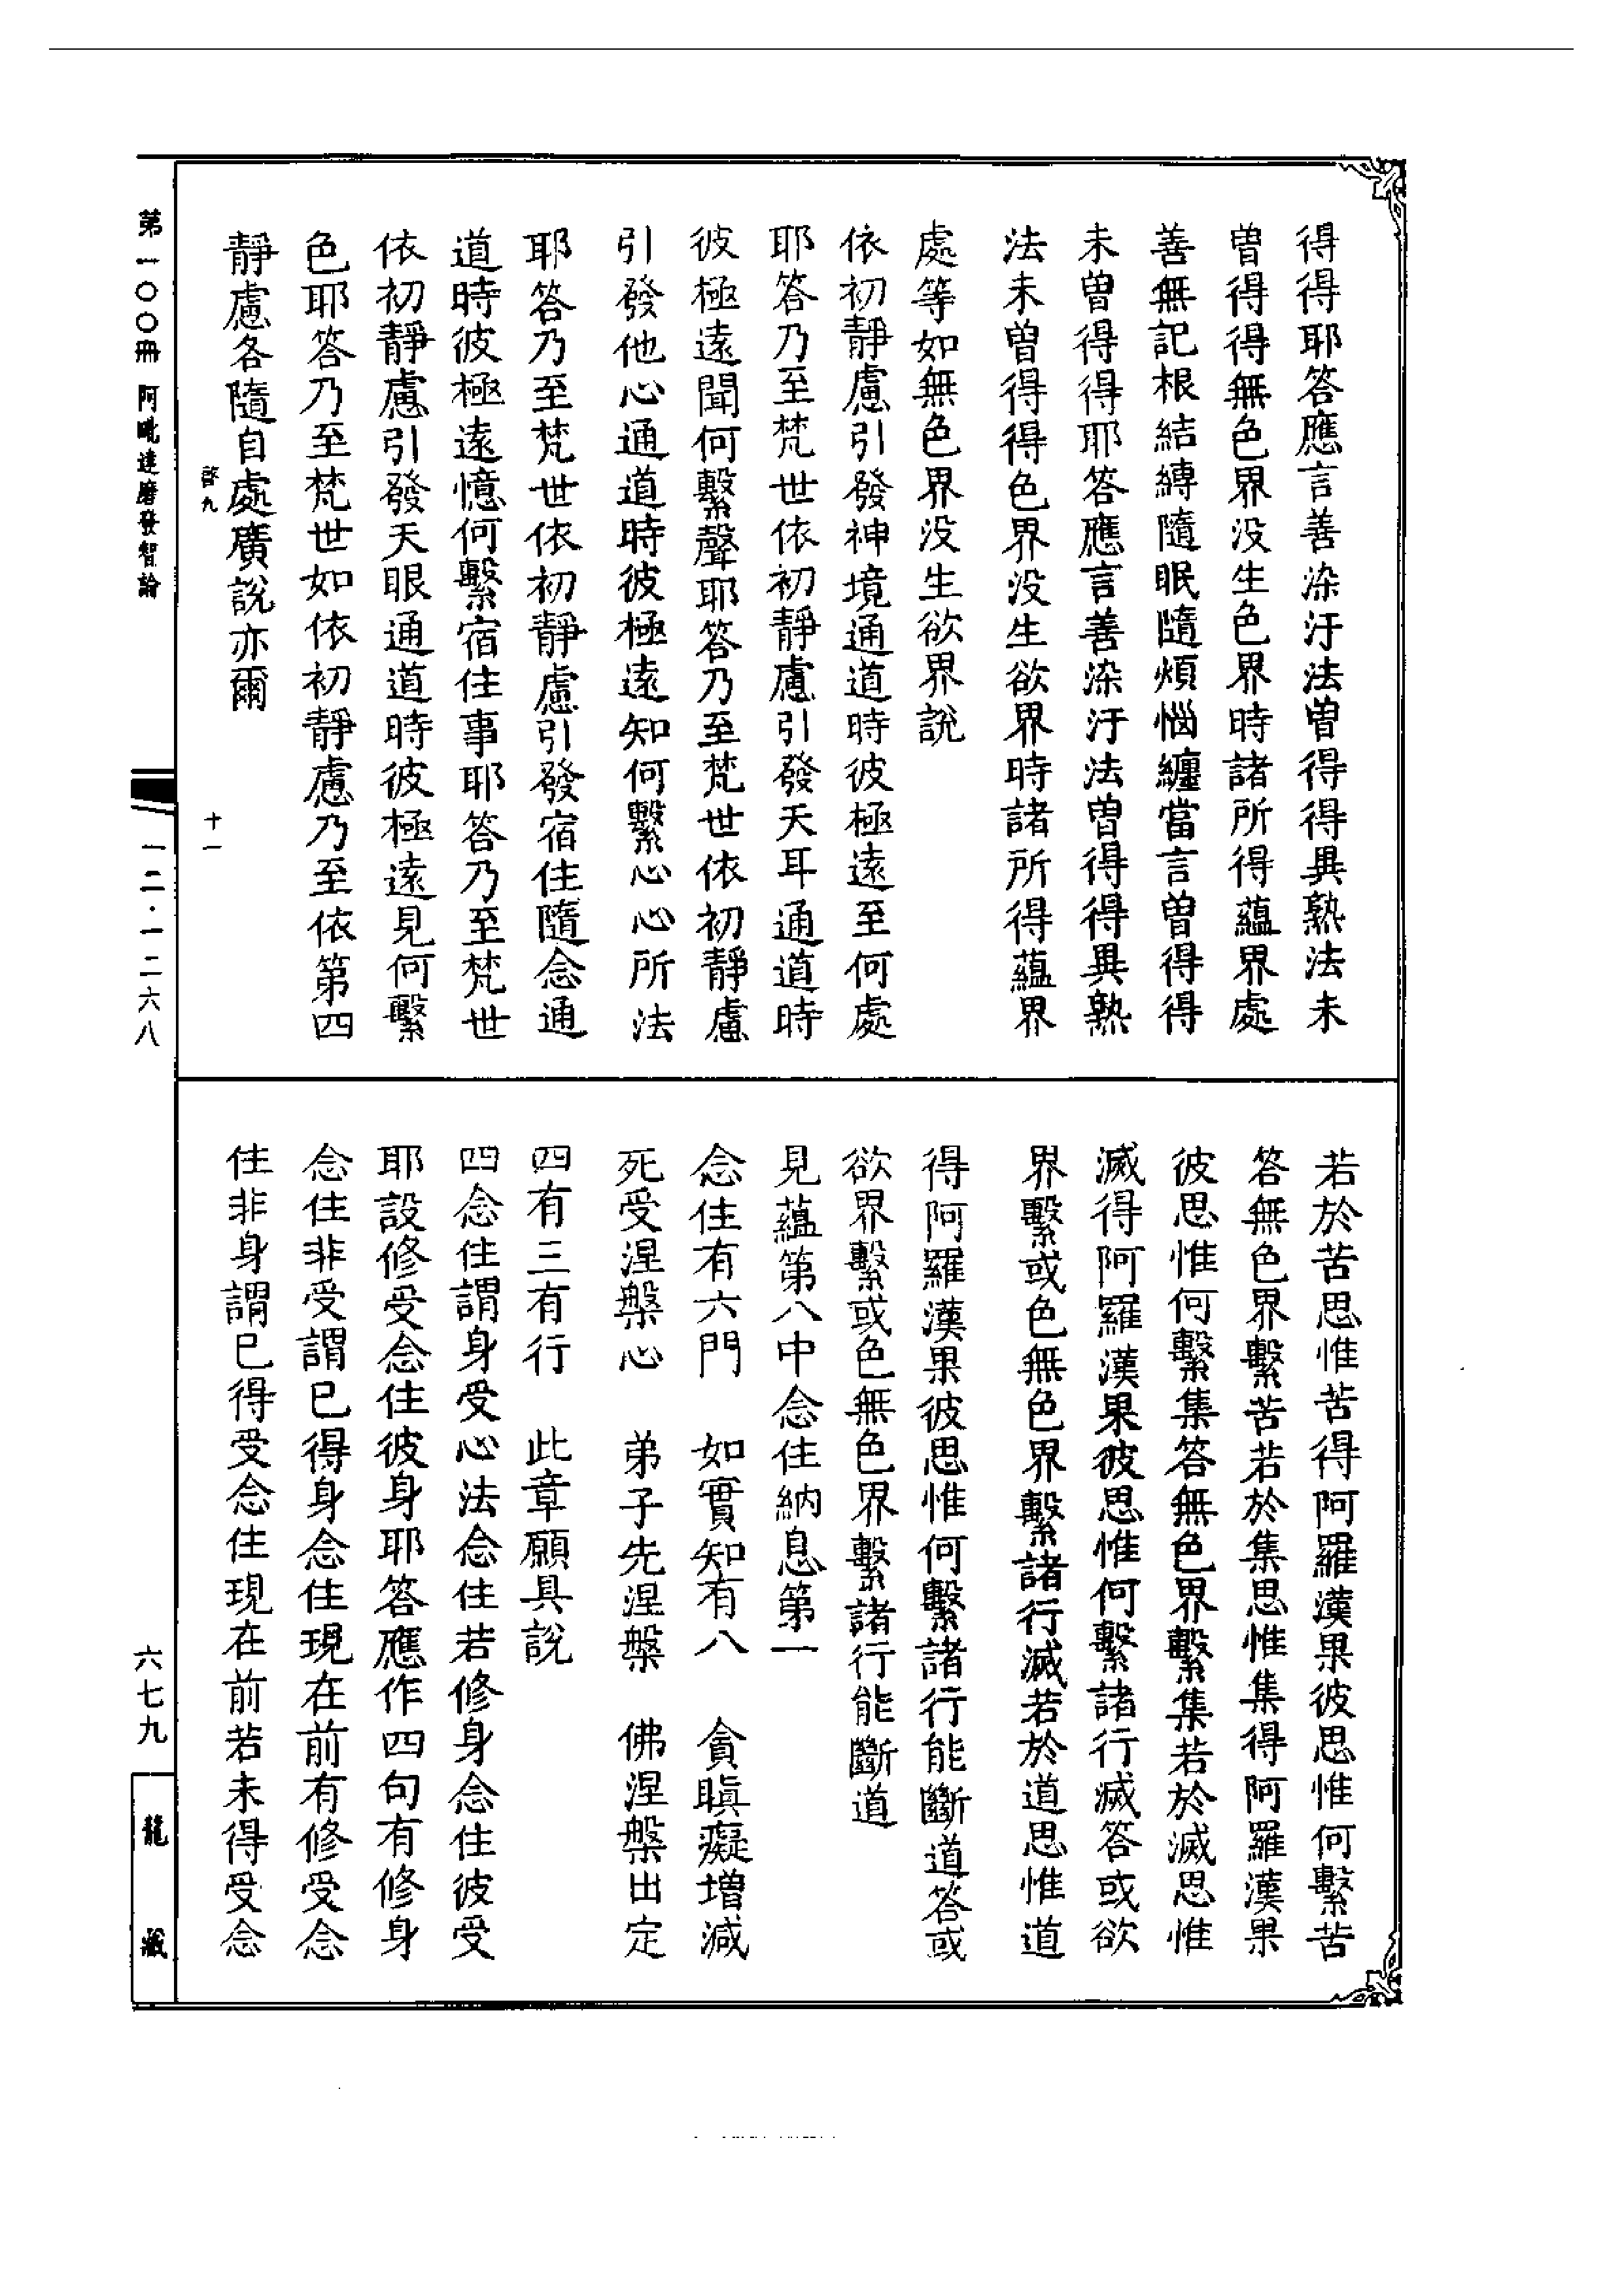 得得耶答應言善染汙法曾得得異熟法未
曾得得無色界沒生色界時諸所得蘊界處
善無記根結縛隨眠隨煩惱纏當言曾得得
未曾得得耶答應言善染汙法曾得得異熟
法未曾得得色界沒生欲界時諸所得蘊界
處等如無色界沒生欲界說
依初靜慮引發神境通道時彼極遠至何處
耶答乃至梵世依初靜慮引發天耳通道時
彼極遠聞何繫聲耶答乃至梵世依初靜慮
引發他心通道時彼極遠知何繫心心所法
耶答乃至梵世依初靜慮引發宿住隨念通
道時彼極遠憶何繫宿住事耶答乃至梵世
依初靜慮引發天眼通道時彼極遠見何繫
色耶答乃至梵世如依初靜慮乃至依第四
靜慮各隨自處廣說亦爾
啓九 十一
若於苦思惟苦得阿羅漢果彼思惟何繫苦
答無色界繫苦若於集思惟集得阿羅漢果
彼思惟何繫集答無色界繫集若於滅思惟
滅得阿羅漢果彼思惟何繫諸行滅答或欲
界繫或色無色界繫諸行滅若於道思惟道
得阿羅漢果彼思惟何繫諸行能斷道答或
欲界繫或色無色界繫諸行能斷道
見蘊第八中念住納息第一
念住有六門 如實知有八 貪瞋癡增減
死受涅槃心 弟子先涅槃 佛涅槃出定
四有三有行 此章願具說
四念住謂身受心法念住若修身念住彼受
耶設修受念住彼身耶答應作四句有修身
念住非受謂已得身念住現在前有修受念
住非身謂已得受念住現在前若未得受念
第一〇〇冊 阿毗達磨發智論
一二·一二六八
六七九
龍藏